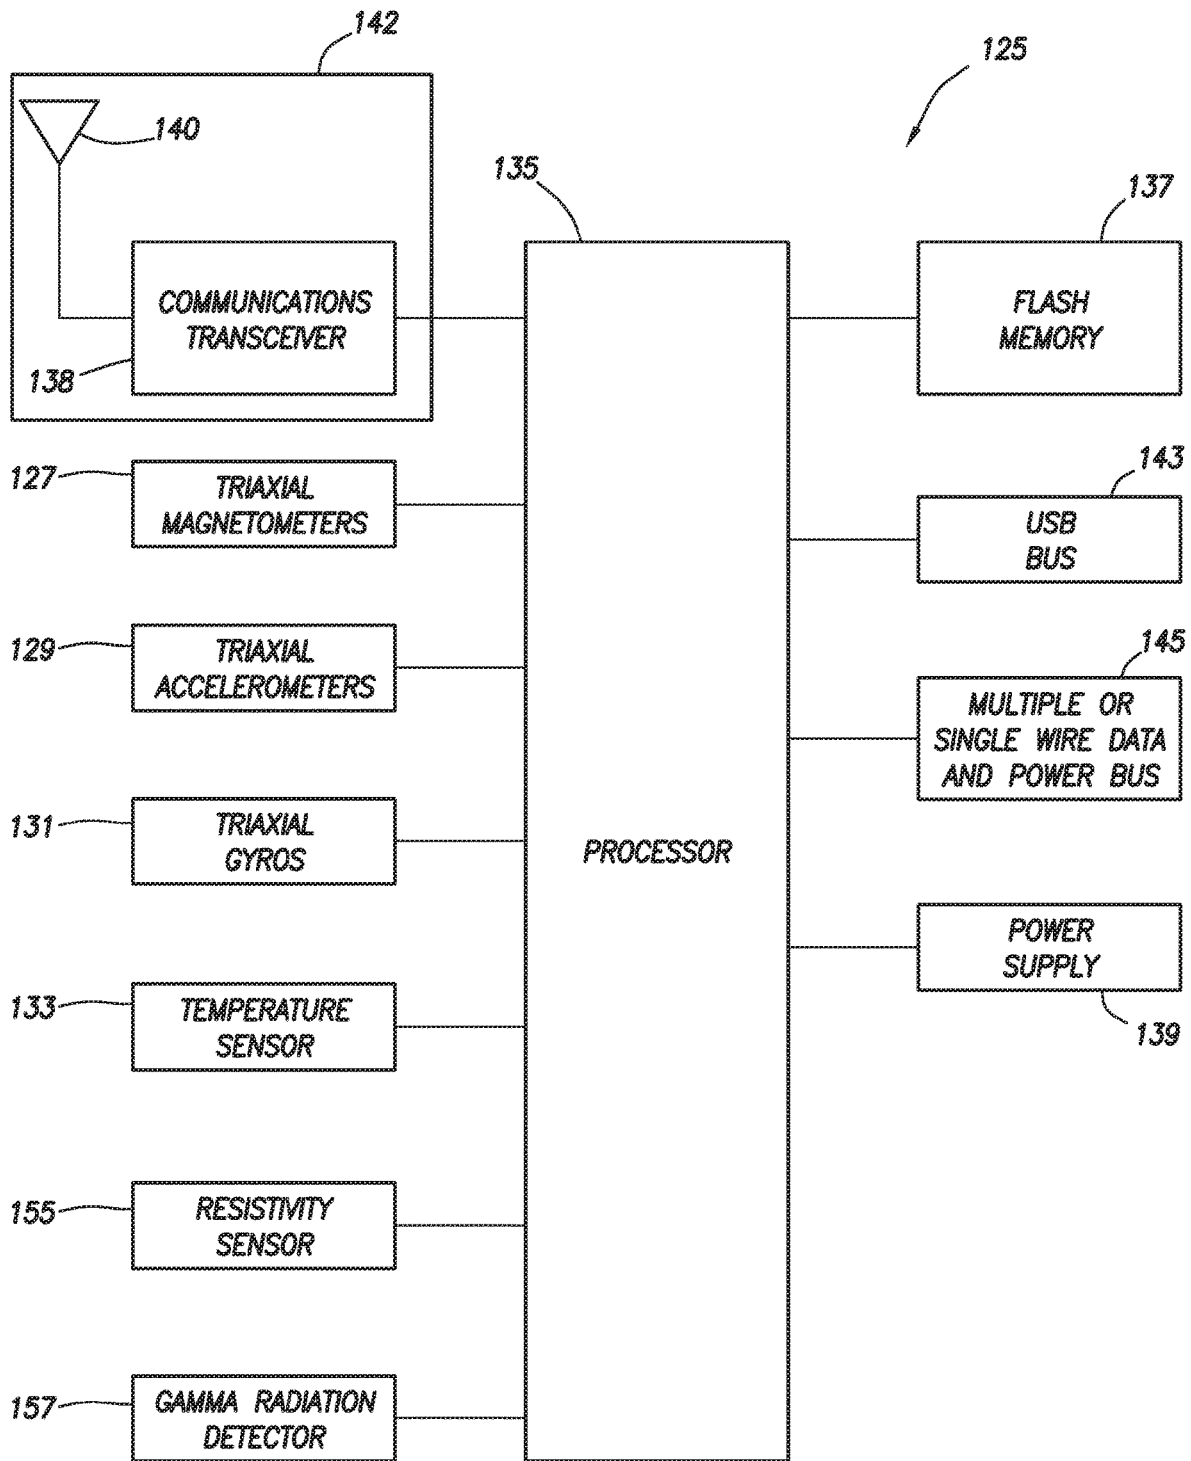 142
125
140
135
137
COMMUNICATIONS
TRANSCEIVER
138
FLASH
MEMORY
127
TRIAXIAL
MAGNETOMETERS
143
USB
BUS
129
TRIAXIAL
ACCELEROMETERS
145
MULTIPLE OR
SINGLE WIRE DATA
AND POWER BUS
131
TRIAXIAL
GYROS
PROCESSOR
POWER
SUPPLY
139
133
TEMPERATURE
SENSOR
155
RESISTIVITY
SENSOR
157
GAMMA RADIATION
DETECTOR